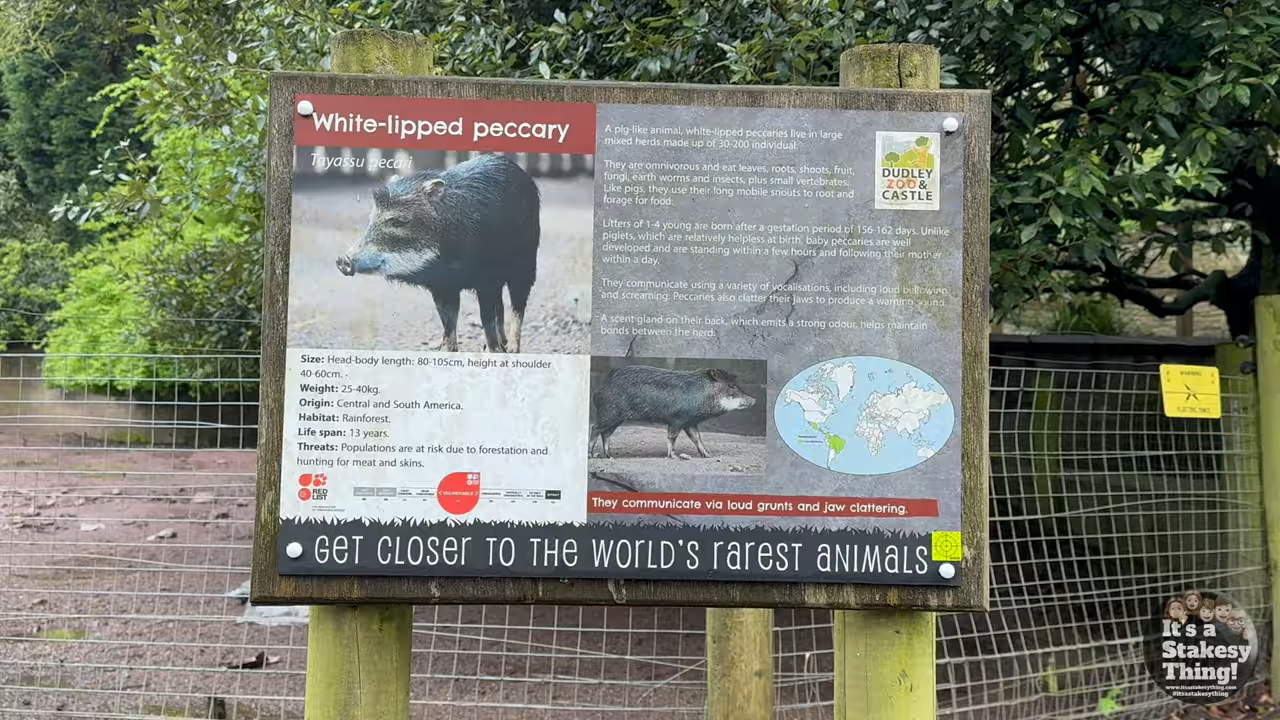 White-lipped peccary
Tayassu pecari
A pig-like animal, white-lipped peccaries live in large
mixed herds made up of 30-200 individual.
They are omnivorous and eat leaves, roots, shoots, fruit,
fungi, earth worms and insects, plus small vertebrates.
Like pigs, they use their long mobile snouts to root and
forage for food.
Litters of 1-4 young are born after a gestation period of 156-162 days. Unlike
piglets, which are relatively helpless at birth, baby peccaries are well
developed and are standing within a few hours and following their mother
within a day.
They communicate using a variety of vocalisations, including loud bellowing
and screaming. Peccaries also clatter their jaws to produce a warning sound.
A scent gland on their back, which emits a strong odour, helps maintain
bonds between the herd.
DUDLEY
ZOO &
CASTLE
Size: Head-body length: 80-105cm, height at shoulder
40-60cm.
Weight: 25-40kg.
Origin: Central and South America.
Habitat: Rainforest.
Life span: 13 years.
Threats: Populations are at risk due to forestation and
hunting for meat and skins.
RED
LIST
< VULNERABLE >
They communicate via loud grunts and jaw clattering.
GET CLOSER TO THE WORLD'S RAREST ANIMALS
WARNING
ELECTRIC FENCE
It's a
Stakesy
Thing!
www.itsastakesything.com
#itsastakesything